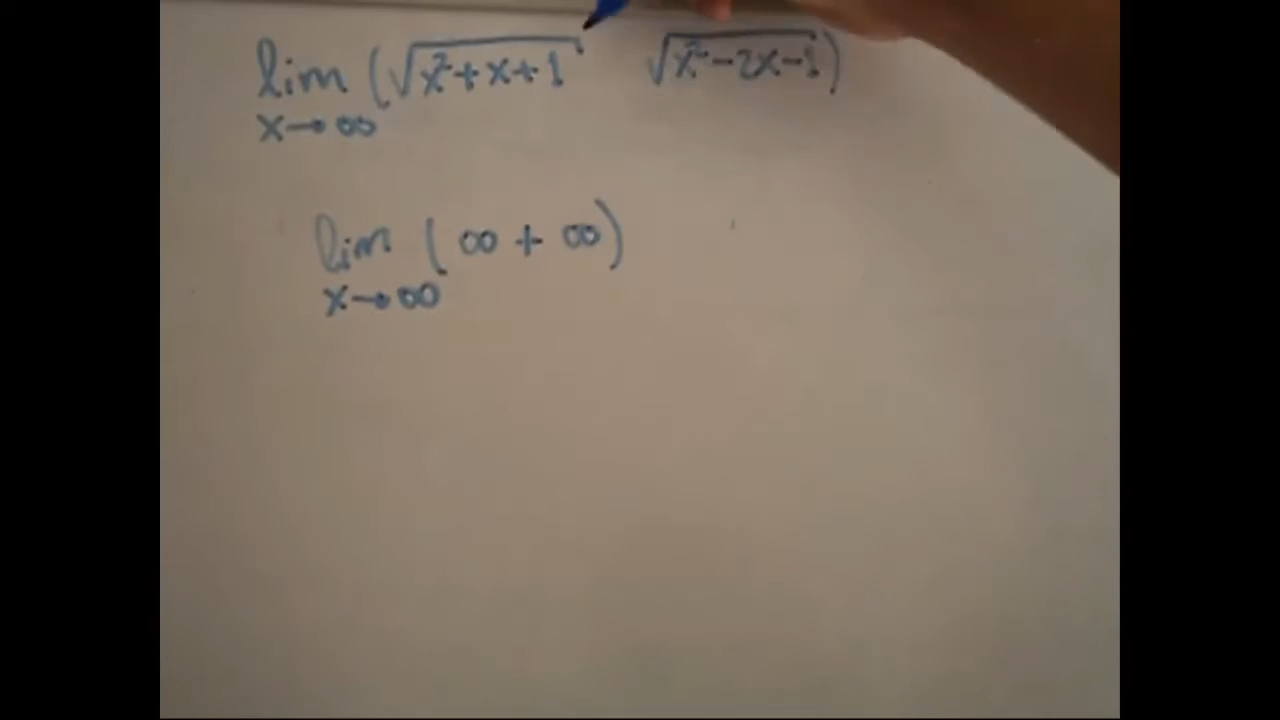 lim (√x²+x+1 √x²-2x-1)
x→∞
lim (∞ + ∞)
x→∞